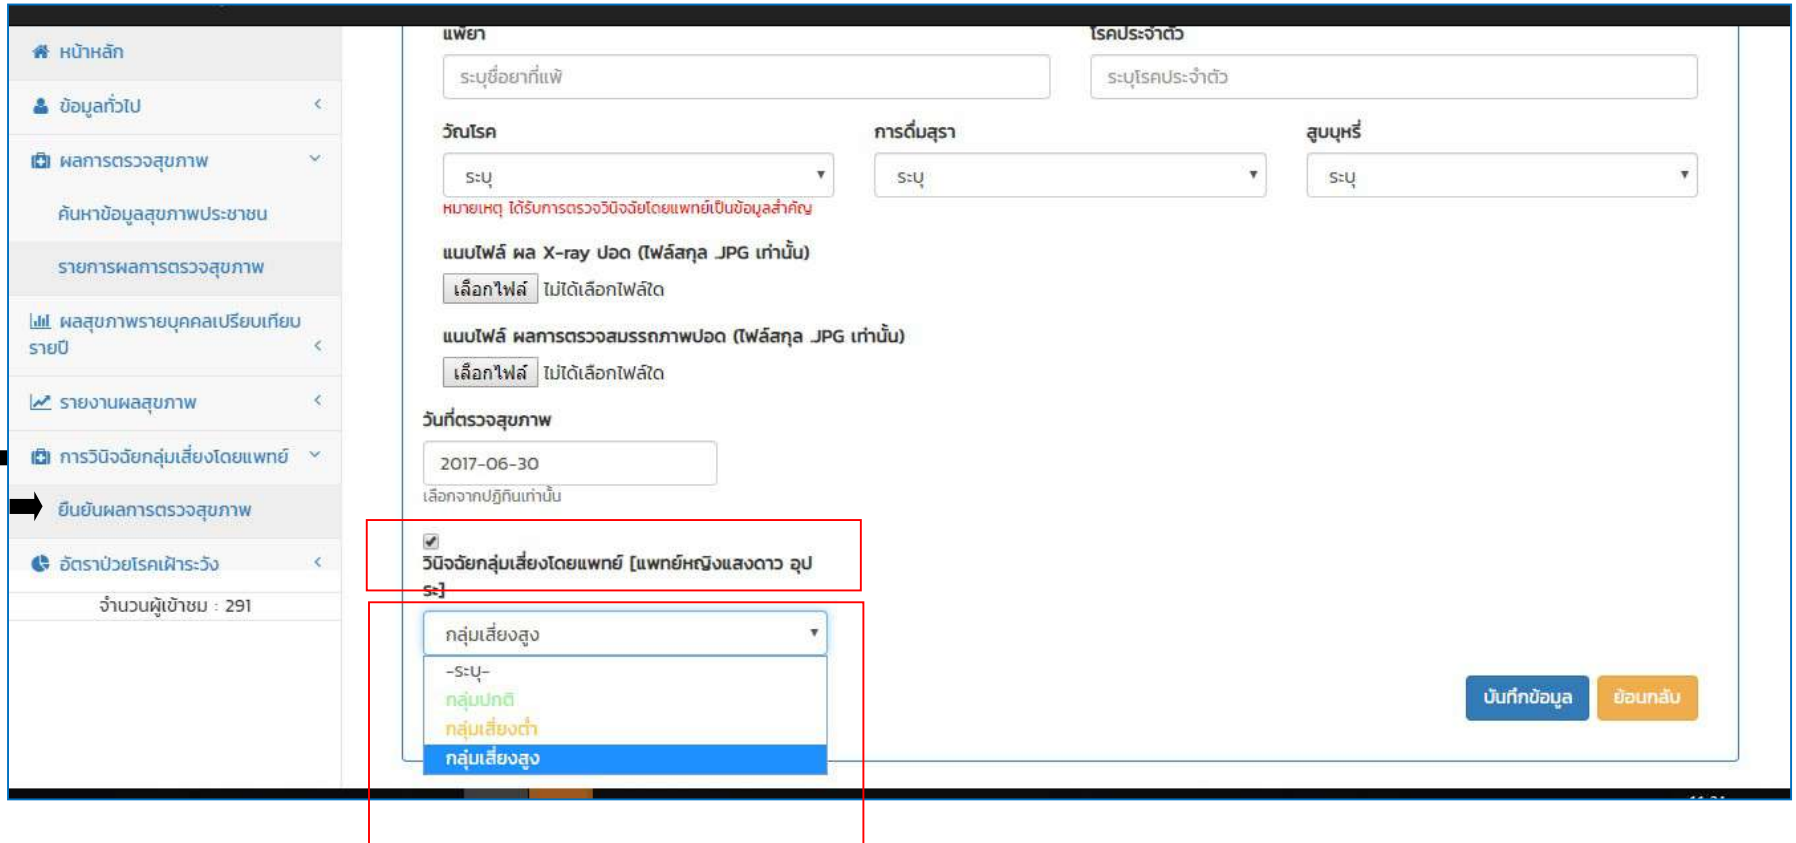 หน้าหลัก
ข้อมูลทั่วไป
ผลการตรวจสุขภาพ
ค้นหาข้อมูลสุขภาพประชาชน
รายการผลการตรวจสุขภาพ
ผลสุขภาพรายบุคคลเปรียบเทียบ
รายปี
รายงานผลสุขภาพ
การวินิจฉัยกลุ่มเสี่ยงโดยแพทย์
ยืนยันผลการตรวจสุขภาพ
อัตราป่วยโรคเฝ้าระวัง
จำนวนผู้เข้าชม : 291
แพ้ยา
โรคประจำตัว
ระบุชื่อยาที่แพ้
ระบุโรคประจำตัว
วัณโรค
การดื่มสุรา
สูบบุหรี่
ระบุ
ระบุ
ระบุ
หมายเหตุ ได้รับการตรวจวินิจฉัยโดยแพทย์เป็นข้อมูลสำคัญ
แนบไฟล์ ผล X-ray ปอด (ไฟล์สกุล .JPG เท่านั้น)
เลือกไฟล์ ไม่ได้เลือกไฟล์ใด
แนบไฟล์ ผลการตรวจสมรรถภาพปอด (ไฟล์สกุล .JPG เท่านั้น)
เลือกไฟล์ ไม่ได้เลือกไฟล์ใด
วันที่ตรวจสุขภาพ
2017-06-30
เลือกจากปฏิทินเท่านั้น
วินิจฉัยกลุ่มเสี่ยงโดยแพทย์ [แพทย์หญิงแสงดาว อุป
ระ]
กลุ่มเสี่ยงสูง
-ระบุ-
กลุ่มปกติ
กลุ่มเสี่ยงต่ำ
กลุ่มเสี่ยงสูง
บันทึกข้อมูล
ย้อนกลับ